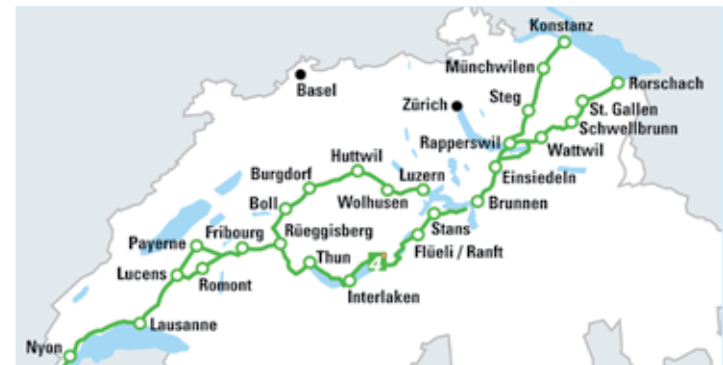 Konstanz
Münchwilen
Basel
Rorschach
Zürich
Steg
St. Gallen
Schwellbrunn
Rapperswil
Wattwil
Huttwil
Burgdorf
Luzern
Einsiedeln
Boll
Wolhusen
Brunnen
Payerne
Fribourg
Rüeggisberg
Stans
Thun
Flüeli / Ranft
4
Lucens
Romont
Interlaken
Lausanne
Nyon